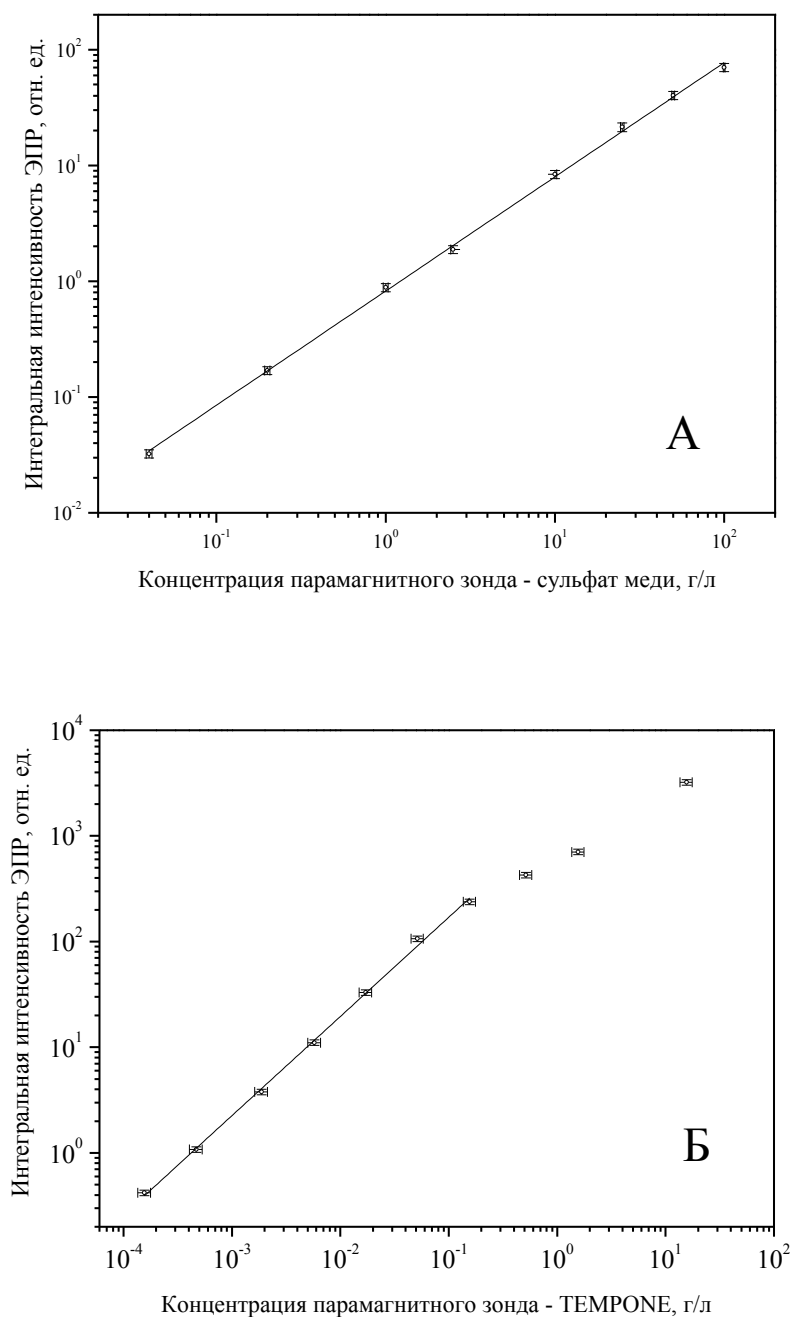 10²
10¹
10⁰
10⁻¹
10⁻²
Интегральная интенсивность ЭПР, отн. ед.
А
10⁻¹ 10⁰ 10¹ 10²
Концентрация парамагнитного зонда - сульфат меди, г/л
10⁴
10³
10²
10¹
10⁰
Интегральная интенсивность ЭПР, отн. ед.
Б
10⁻⁴ 10⁻³ 10⁻² 10⁻¹ 10⁰ 10¹ 10²
Концентрация парамагнитного зонда - TEMPONE, г/л